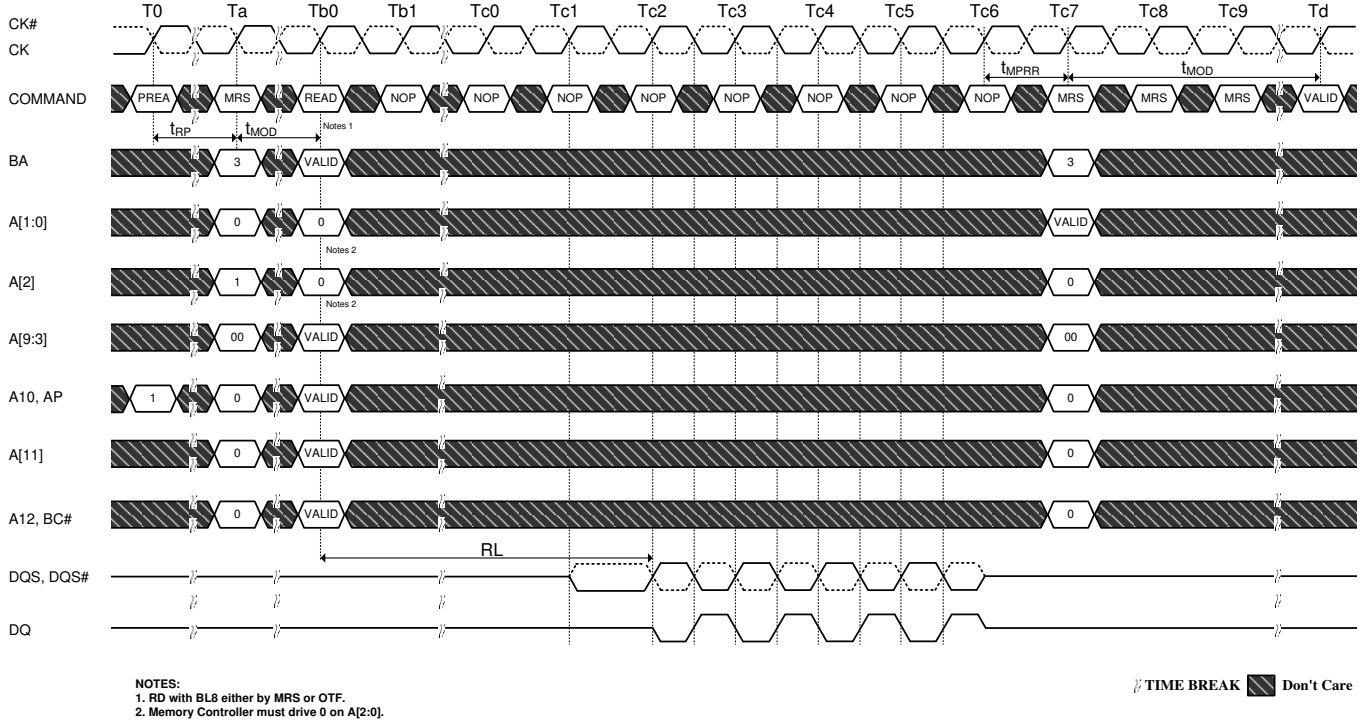 T0 Ta Tb0 Tb1 Tc0 Tc1 Tc2 Tc3 Tc4 Tc5 Tc6 Tc7 Tc8 Tc9 Td
CK#
CK
tMPRR tMOD
COMMAND PREA MRS READ NOP NOP NOP NOP NOP NOP NOP NOP MRS MRS MRS VALID
tRP tMOD Notes 1
BA 3 VALID 3
A[1:0] 0 0 VALID
Notes 2
A[2] 1 0 0
Notes 2
A[9:3] 00 VALID 00
A10, AP 1 0 VALID 0
A[11] 0 VALID 0
A12, BC# 0 VALID 0
RL
DQS, DQS#
DQ
NOTES:
1. RD with BL8 either by MRS or OTF.
2. Memory Controller must drive 0 on A[2:0].
TIME BREAK Don't Care